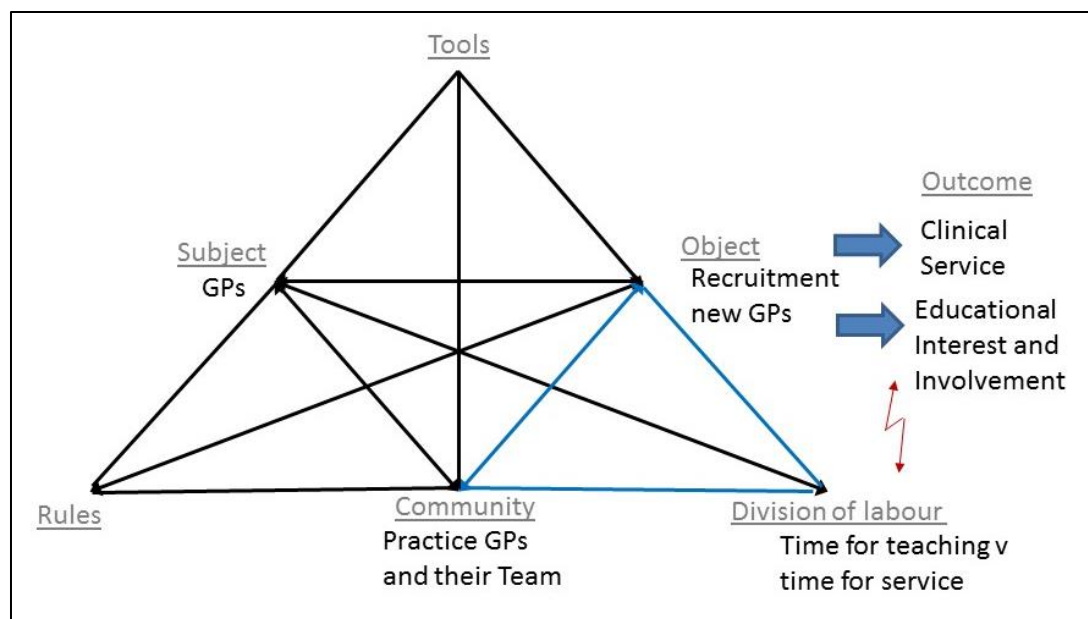 Tools
Outcome
Clinical
Service
Educational
Interest and
Involvement
Subject
GPs
Object
Recruitment
new GPs
Rules
Community
Practice GPs
and their Team
Division of labour
Time for teaching v
time for service